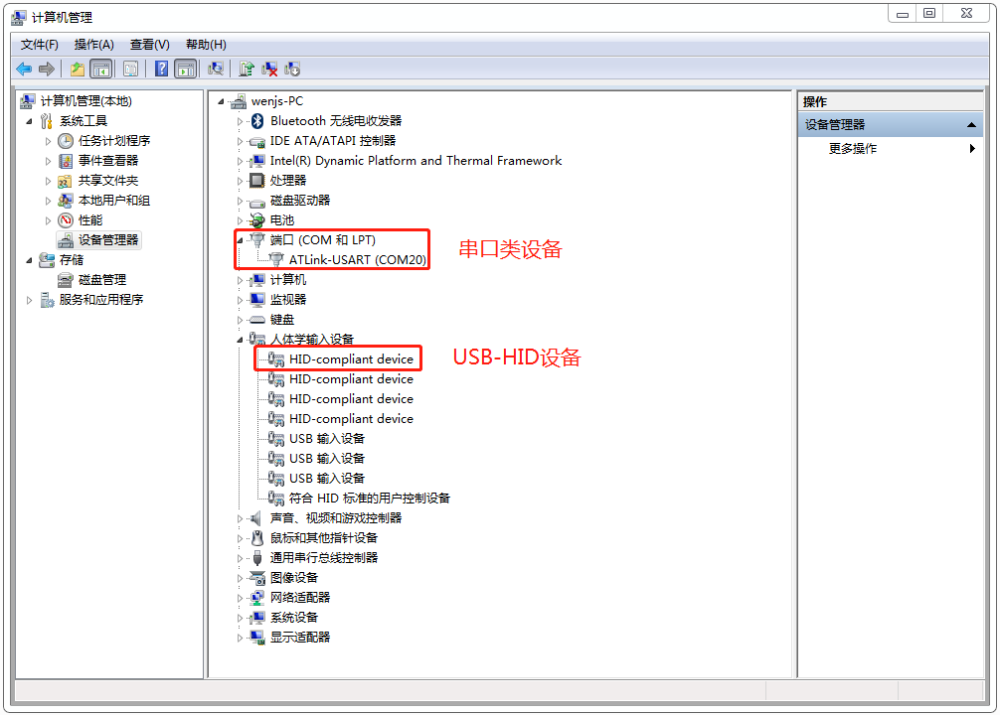 计算机管理
文件(F) 操作(A) 查看(V) 帮助(H)
计算机管理(本地)
系统工具
任务计划程序
事件查看器
共享文件夹
本地用户和组
性能
设备管理器
存储
磁盘管理
服务和应用程序
wenjs-PC
Bluetooth 无线电收发器
IDE ATA/ATAPI 控制器
Intel(R) Dynamic Platform and Thermal Framework
处理器
磁盘驱动器
电池
端口 (COM 和 LPT)
ATLink-USART (COM20)
串口类设备
计算机
监视器
键盘
人体学输入设备
HID-compliant device
USB-HID设备
HID-compliant device
HID-compliant device
HID-compliant device
USB 输入设备
USB 输入设备
USB 输入设备
符合 HID 标准的用户控制设备
声音、视频和游戏控制器
鼠标和其他指针设备
通用串行总线控制器
图像设备
网络适配器
系统设备
显示适配器
操作
设备管理器
更多操作